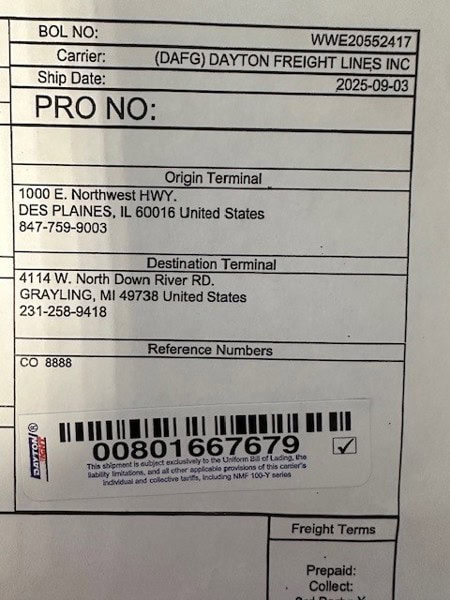 BOL NO: WWE20552417
Carrier: (DAFG) DAYTON FREIGHT LINES INC
Ship Date: 2025-09-03
PRO NO:
Origin Terminal
1000 E. Northwest HWY.
DES PLAINES, IL 60016 United States
847-759-9003
Destination Terminal
4114 W. North Down River RD.
GRAYLING, MI 49738 United States
231-258-9418
Reference Numbers
CO 8888
DAYTON
00801667679
This shipment is subject exclusively to the Uniform Bill of Lading, the
liability limitations, and all other applicable provisions of this carrier's
individual and collective tariffs, including NMF 100-Y series
Freight Terms
Prepaid:
Collect: